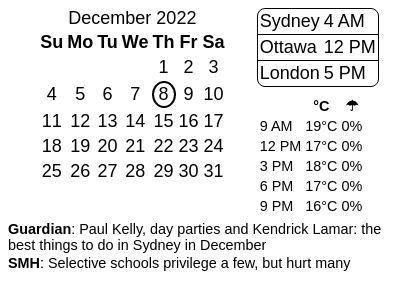 December 2022
Su Mo Tu We Th Fr Sa
1 2 3
4 5 6 7 8 9 10
11 12 13 14 15 16 17
18 19 20 21 22 23 24
25 26 27 28 29 30 31
Sydney 4 AM
Ottawa 12 PM
London 5 PM
°C ☂
9 AM 19°C 0%
12 PM 17°C 0%
3 PM 18°C 0%
6 PM 17°C 0%
9 PM 16°C 0%
Guardian: Paul Kelly, day parties and Kendrick Lamar: the
best things to do in Sydney in December
SMH: Selective schools privilege a few, but hurt many